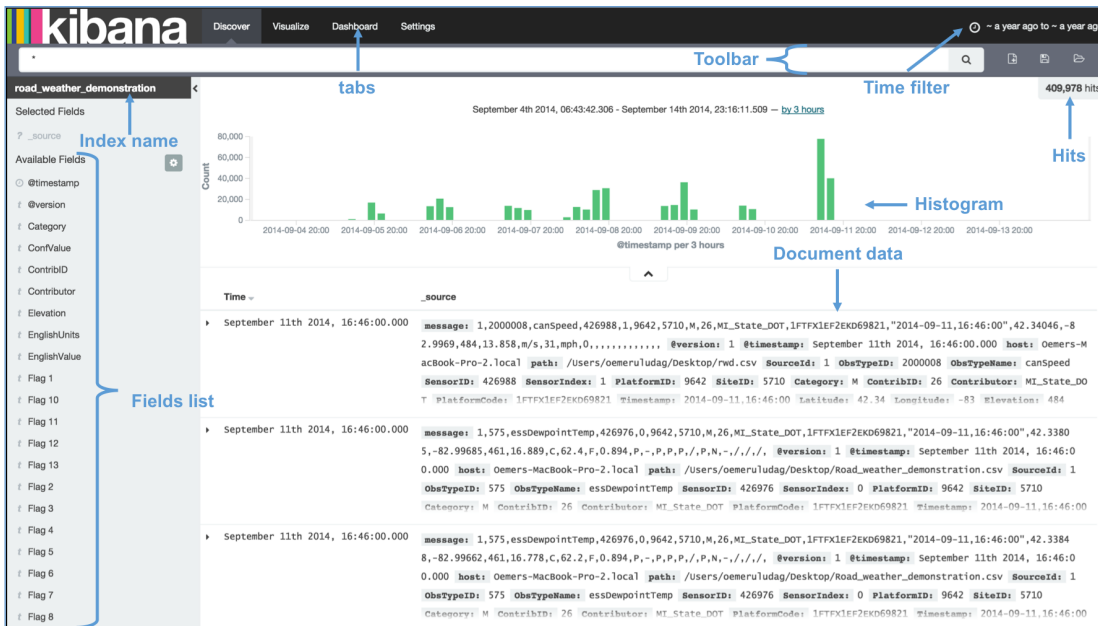 kibana
Discover Visualize Dashboard Settings
~ a year ago to ~ a year ago
*
Toolbar
road_weather_demonstration
tabs
Time filter
409,978 hits
Selected Fields
September 4th 2014, 06:43:42.306 - September 14th 2014, 23:16:11.509 — by 3 hours
? _source
Index name
Hits
Available Fields
80,000
60,000
40,000
20,000
0
Count
Histogram
2014-09-04 20:00 2014-09-05 20:00 2014-09-06 20:00 2014-09-07 20:00 2014-09-08 20:00 2014-09-09 20:00 2014-09-10 20:00 2014-09-11 20:00 2014-09-12 20:00 2014-09-13 20:00
@timestamp per 3 hours
Document data
@timestamp
t @version
t Category
t ConfValue
t ContribID
t Contributor
t Elevation
t EnglishUnits
t EnglishValue
t Flag 1
t Flag 10
t Flag 11
t Flag 12
t Flag 13
t Flag 2
t Flag 3
t Flag 4
t Flag 5
t Flag 6
t Flag 7
t Flag 8
Fields list
Time _source
September 11th 2014, 16:46:00.000
message: 1,2000008,canSpeed,426988,1,9642,5710,M,26,MI_State_DOT,1FTFX1EF2EKD69821,"2014-09-11,16:46:00",42.34046,-8
2.9969,484,13.858,m/s,31,mph,0,,,,,,,,,,,,, @version: 1 @timestamp: September 11th 2014, 16:46:00.000 host: Oemers-M
acBook-Pro-2.local path: /Users/oemeruludag/Desktop/rwd.csv SourceId: 1 ObsTypeID: 2000008 ObsTypeName: canSpeed
SensorID: 426988 SensorIndex: 1 PlatformID: 9642 SiteID: 5710 Category: M ContribID: 26 Contributor: MI_State_DO
T PlatformCode: 1FTFX1EF2EKD69821 Timestamp: 2014-09-11,16:46:00 Latitude: 42.34 Longitude: -83 Elevation: 484
September 11th 2014, 16:46:00.000
message: 1,575,essDewpointTemp,426976,0,9642,5710,M,26,MI_State_DOT,1FTFX1EF2EKD69821,"2014-09-11,16:46:00",42.3380
5,-82.99685,461,16.889,C,62.4,F,0.894,P,-,P,P,P,/,P,N,-,/,/,/, @version: 1 @timestamp: September 11th 2014, 16:46:0
0.000 host: Oemers-MacBook-Pro-2.local path: /Users/oemeruludag/Desktop/Road_weather_demonstration.csv SourceId: 1
ObsTypeID: 575 ObsTypeName: essDewpointTemp SensorID: 426976 SensorIndex: 0 PlatformID: 9642 SiteID: 5710
Category: M ContribID: 26 Contributor: MI_State_DOT PlatformCode: 1FTFX1EF2EKD69821 Timestamp: 2014-09-11,16:46:00
September 11th 2014, 16:46:00.000
message: 1,575,essDewpointTemp,426976,0,9642,5710,M,26,MI_State_DOT,1FTFX1EF2EKD69821,"2014-09-11,16:46:00",42.3384
8,-82.99662,461,16.778,C,62.2,F,0.894,P,-,P,P,P,/,P,N,-,/,/,/, @version: 1 @timestamp: September 11th 2014, 16:46:0
0.000 host: Oemers-MacBook-Pro-2.local path: /Users/oemeruludag/Desktop/Road_weather_demonstration.csv SourceId: 1
ObsTypeID: 575 ObsTypeName: essDewpointTemp SensorID: 426976 SensorIndex: 0 PlatformID: 9642 SiteID: 5710
Category: M ContribID: 26 Contributor: MI_State_DOT PlatformCode: 1FTFX1EF2EKD69821 Timestamp: 2014-09-11,16:46:00